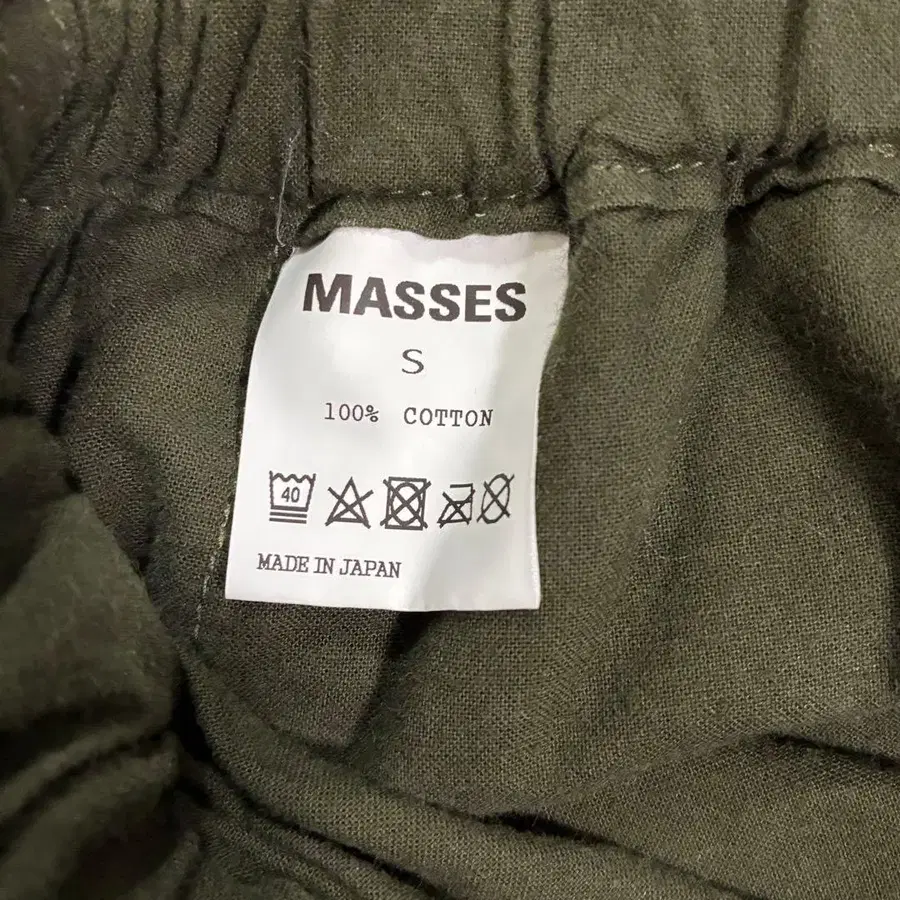 MASSES
S
100% COTTON
40
MADE IN JAPAN